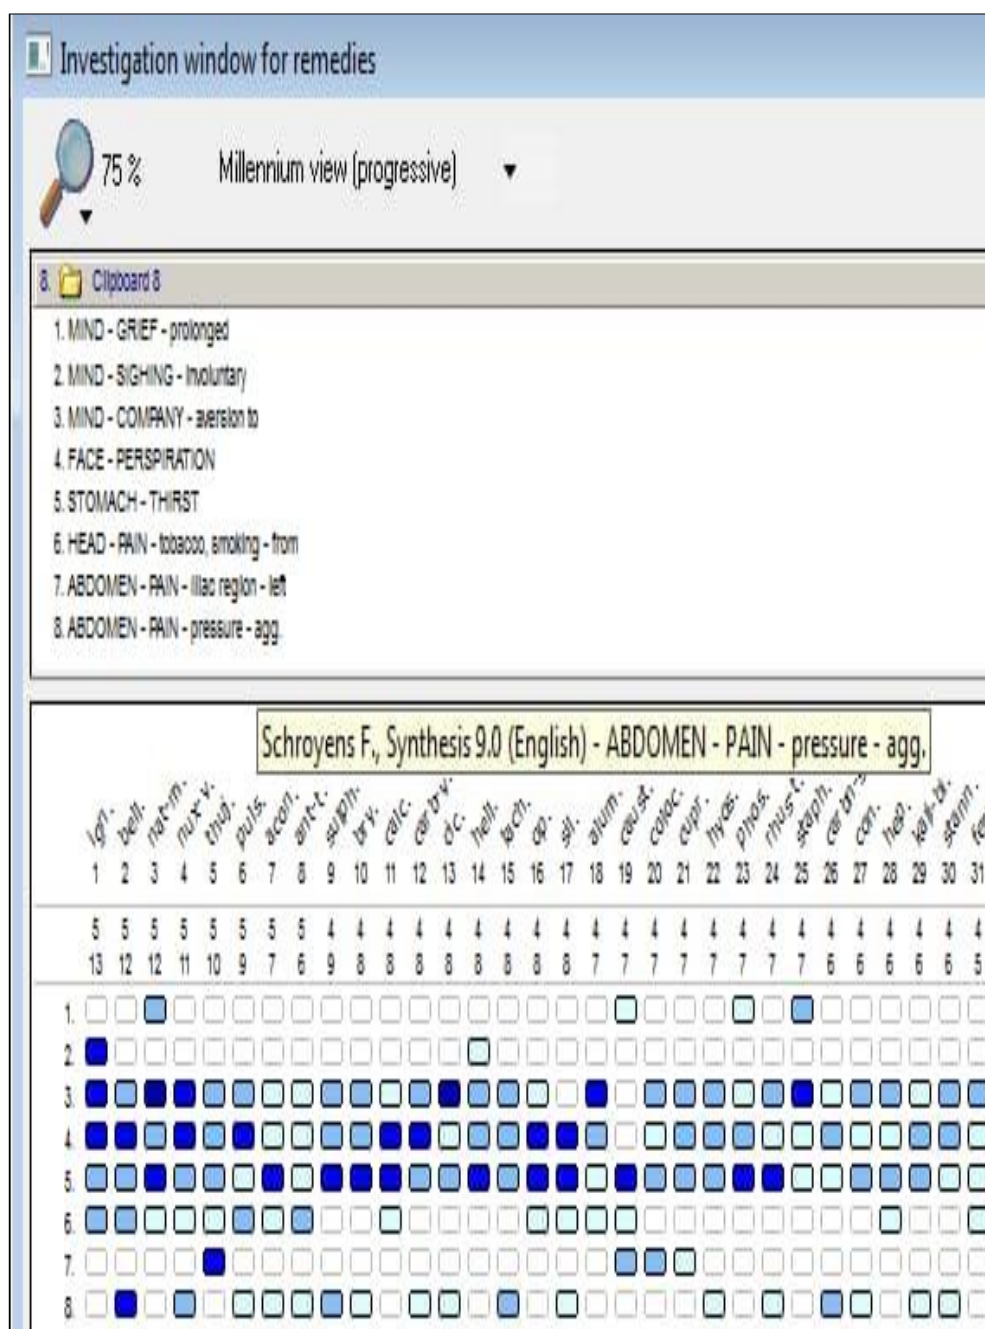 Investigation window for remedies
75 % Millennium view (progressive)
8. Clipboard 8
1. MIND - GRIEF - prolonged
2. MIND - SIGHING - involuntary
3. MIND - COMPANY - aversion to
4. FACE - PERSPIRATION
5. STOMACH - THIRST
6. HEAD - PAIN - tobacco, smoking - from
7. ABDOMEN - PAIN - iliac region - left
8. ABDOMEN - PAIN - pressure - agg.
Schroyens F., Synthesis 9.0 (English) - ABDOMEN - PAIN - pressure - agg.
ign. bell. nat-m. nux-v. thuj. puls. acon. ant-t. sulph. bry. calc. carb-v. cic. hell. lach. op. sil. alum. caust. coloc. cupr. hyos. phos. rhus-t. staph. carbn-s con. hep. kali-bi. stann.
1 2 3 4 5 6 7 8 9 10 11 12 13 14 15 16 17 18 19 20 21 22 23 24 25 26 27 28 29 30 31
5 5 5 5 5 5 5 5 4 4 4 4 4 4 4 4 4 4 4 4 4 4 4 4 4 4 4 4 4 4 4
13 12 12 11 10 9 7 6 9 8 8 8 8 8 8 8 8 7 7 7 7 7 7 7 7 6 6 6 6 6 5
1.
2.
3.
4.
5.
6.
7.
8.